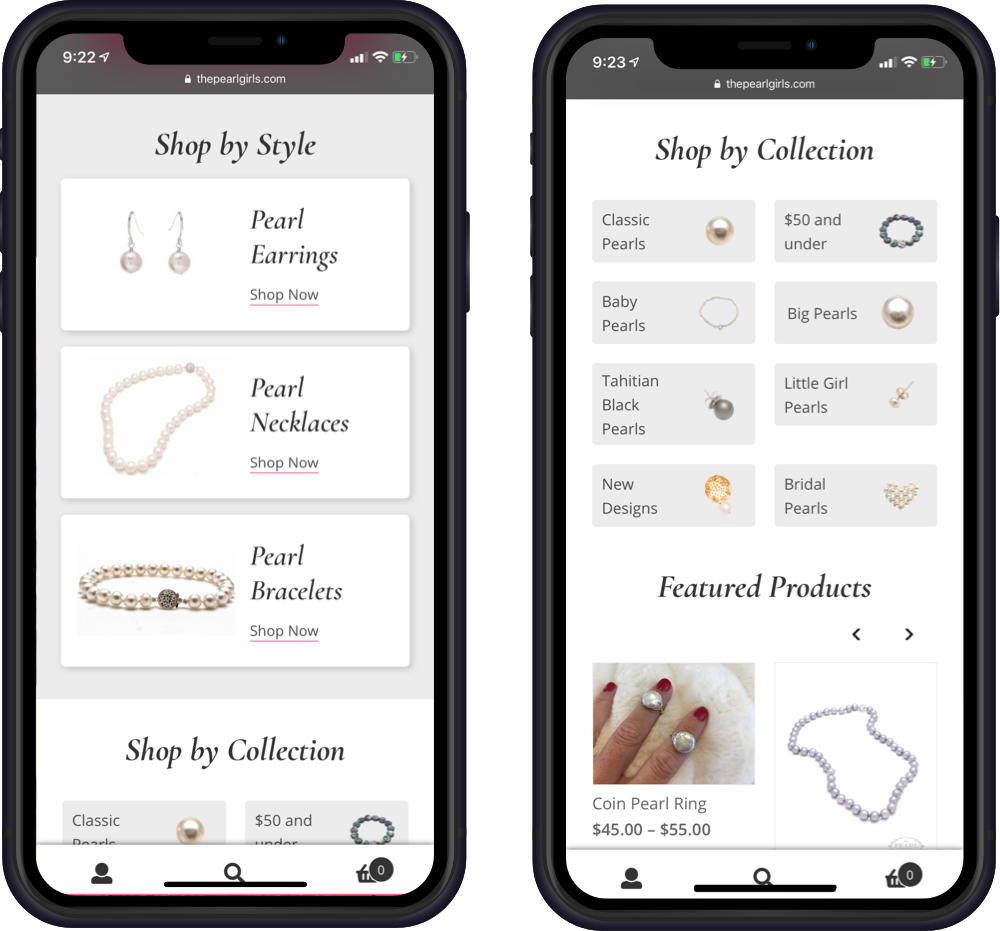 9:22
thepearlgirls.com
Shop by Style
Pearl
Earrings
Shop Now
Pearl
Necklaces
Shop Now
Pearl
Bracelets
Shop Now
Shop by Collection
Classic
Pearls
$50 and
under
0
9:23
thepearlgirls.com
Shop by Collection
Classic
Pearls
$50 and
under
Baby
Pearls
Big Pearls
Tahitian
Black
Pearls
Little Girl
Pearls
New
Designs
Bridal
Pearls
Featured Products
Coin Pearl Ring
$45.00 – $55.00
0